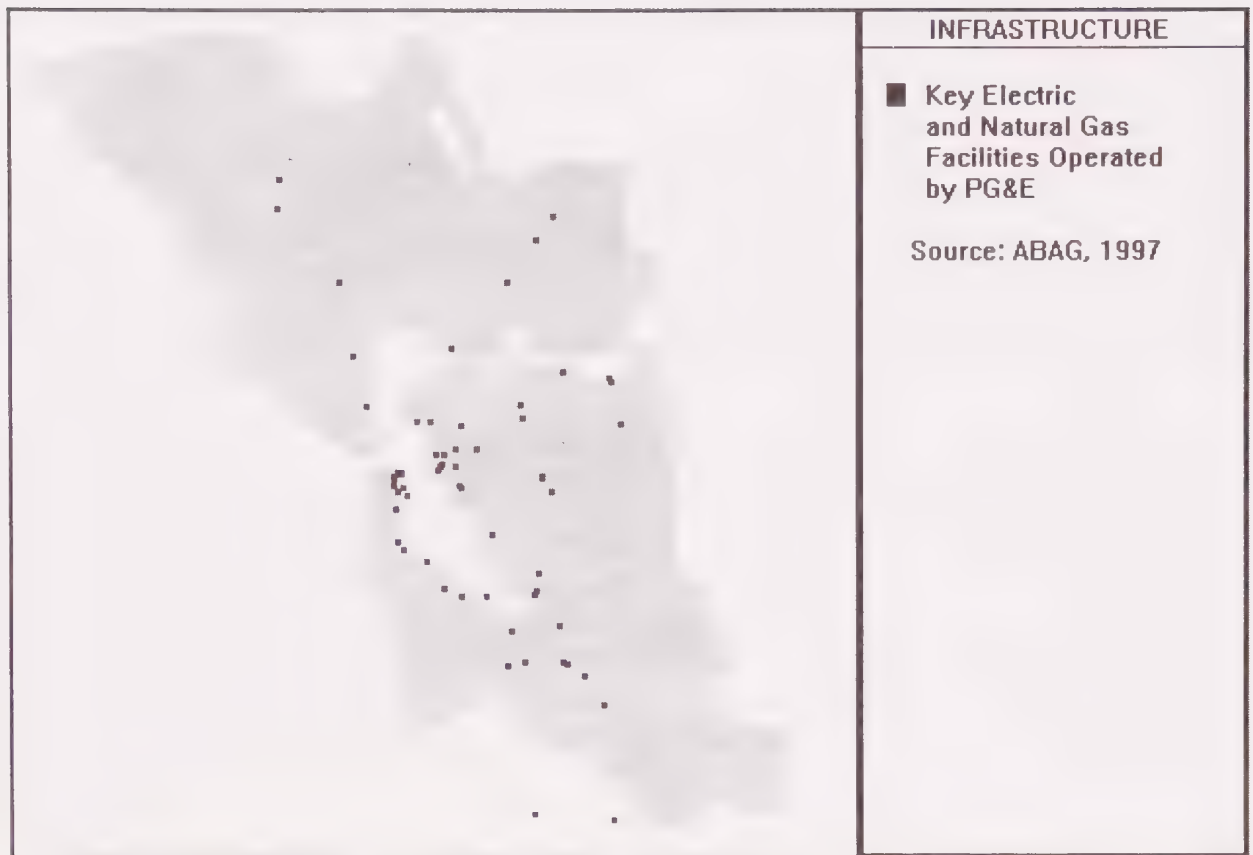 INFRASTRUCTURE
Key Electric
and Natural Gas
Facilities Operated
by PG&E
Source: ABAG, 1997